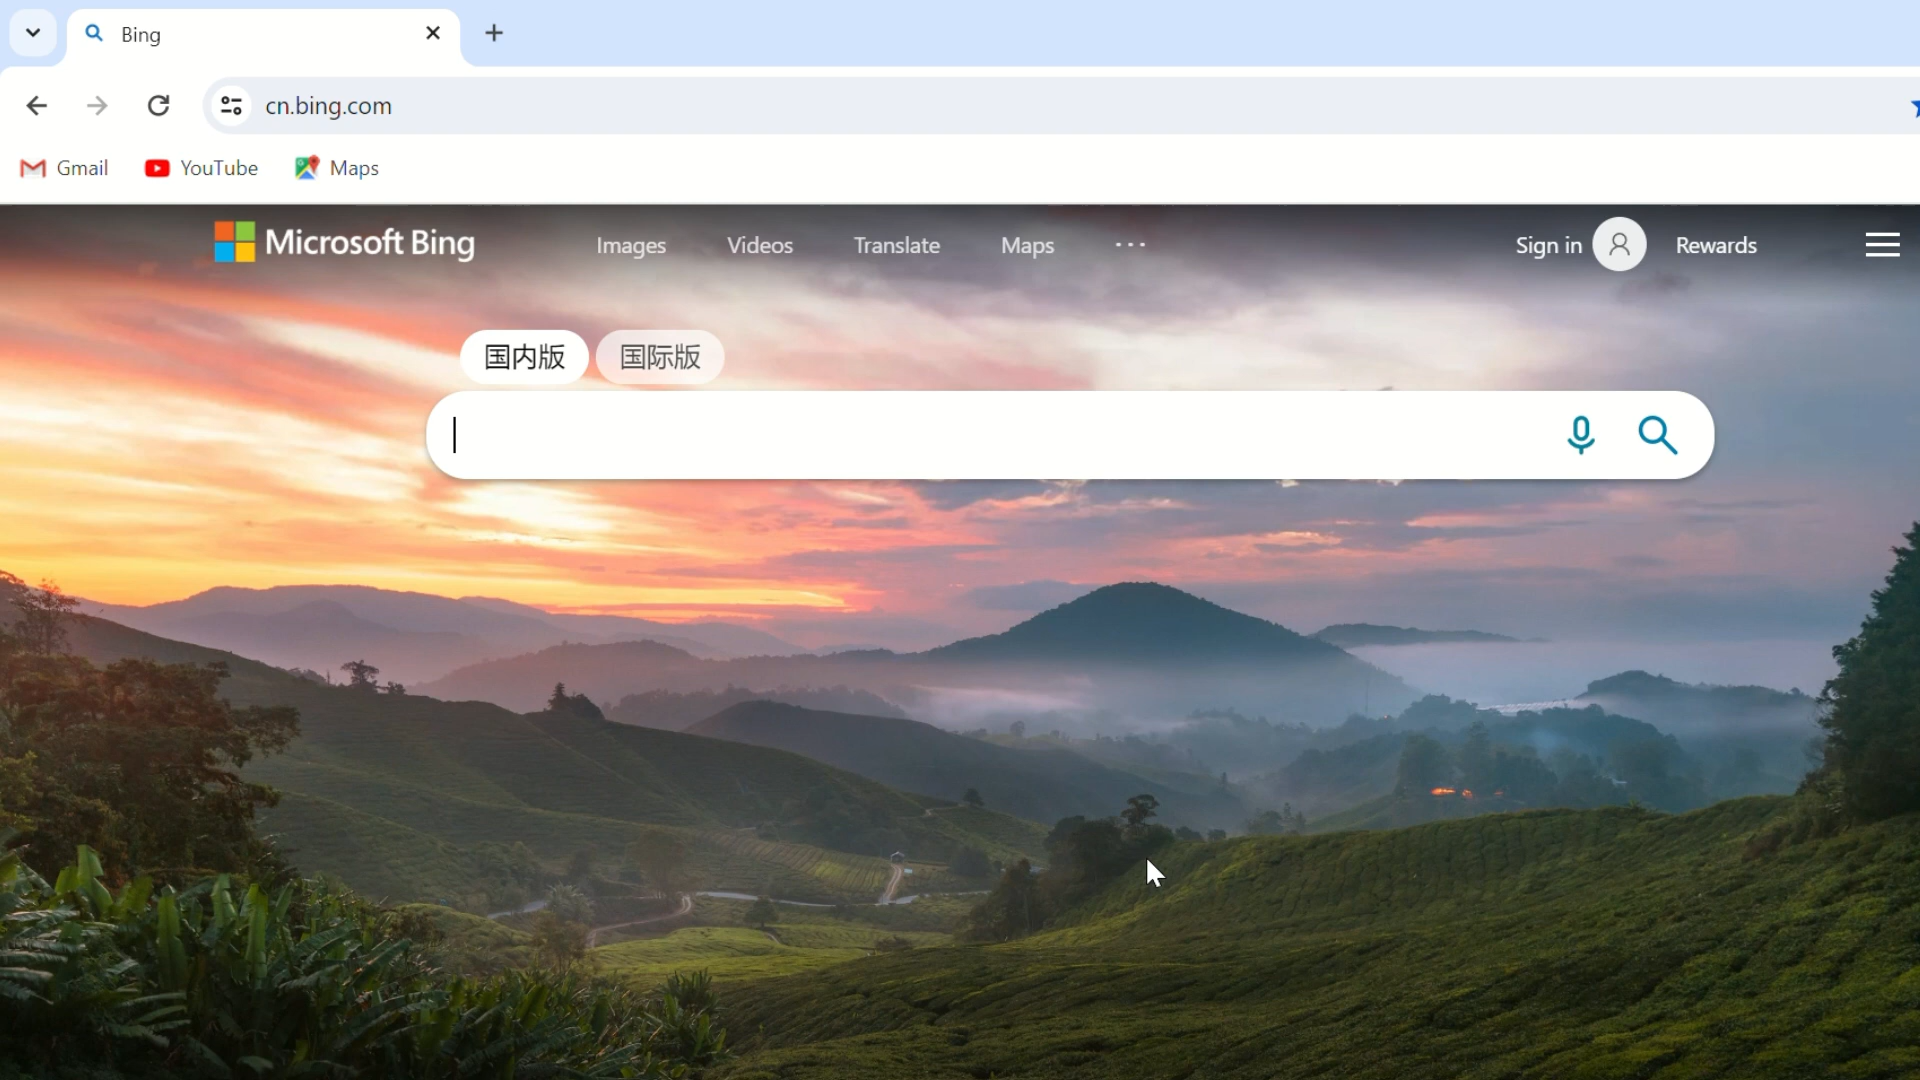 Bing
cn.bing.com
Gmail YouTube Maps
Microsoft Bing Images Videos Translate Maps ··· Sign in Rewards
国内版 国际版